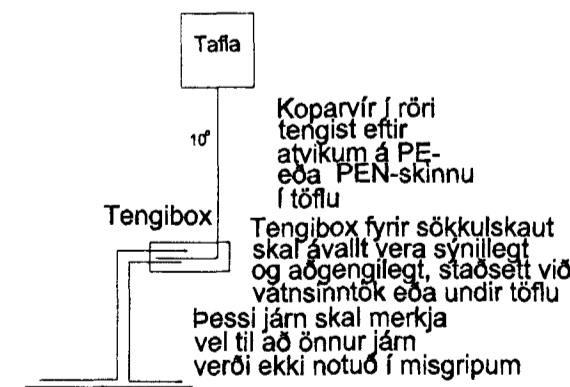 Tafla
Koparvír í röri
tengist eftir
atvikum á PE-
eða PEN-skinnu
í töflu
10°
Tengibox
Tengibox fyrir sökkulskaut
skal ávallt vera sýnillegt
og aðgengilegt, staðsett við
vatnsinntök eða undir töflu
Þessi járn skal merkja
vel til að önnur járn
verði ekki notuð í misgripum